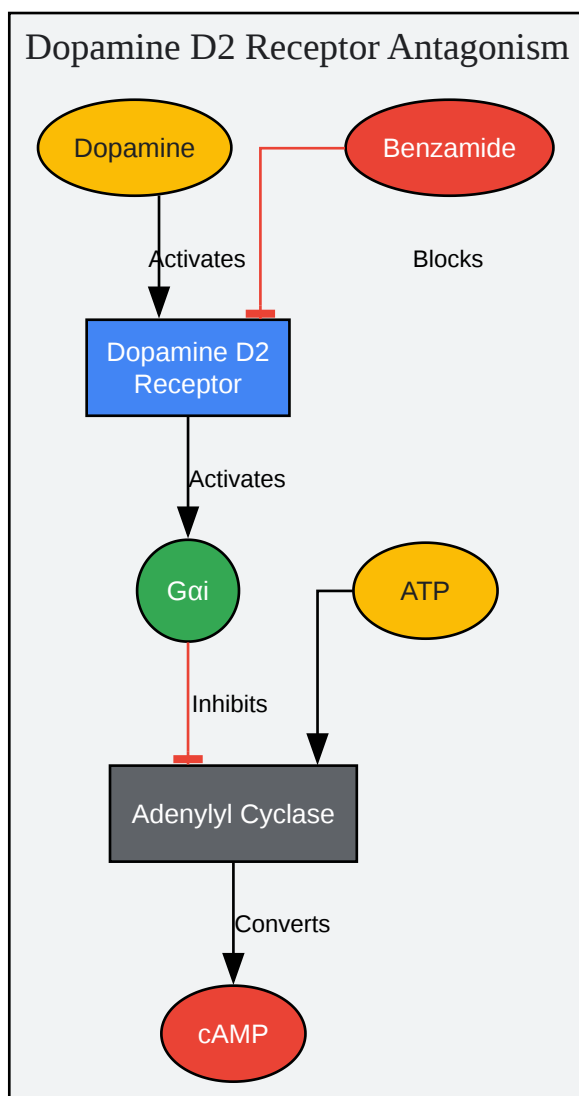 Dopamine D2 Receptor Antagonism
Dopamine
Benzamide
Activates
Blocks
Dopamine D2
Receptor
Activates
Gαi
ATP
Inhibits
Adenylyl Cyclase
Converts
cAMP